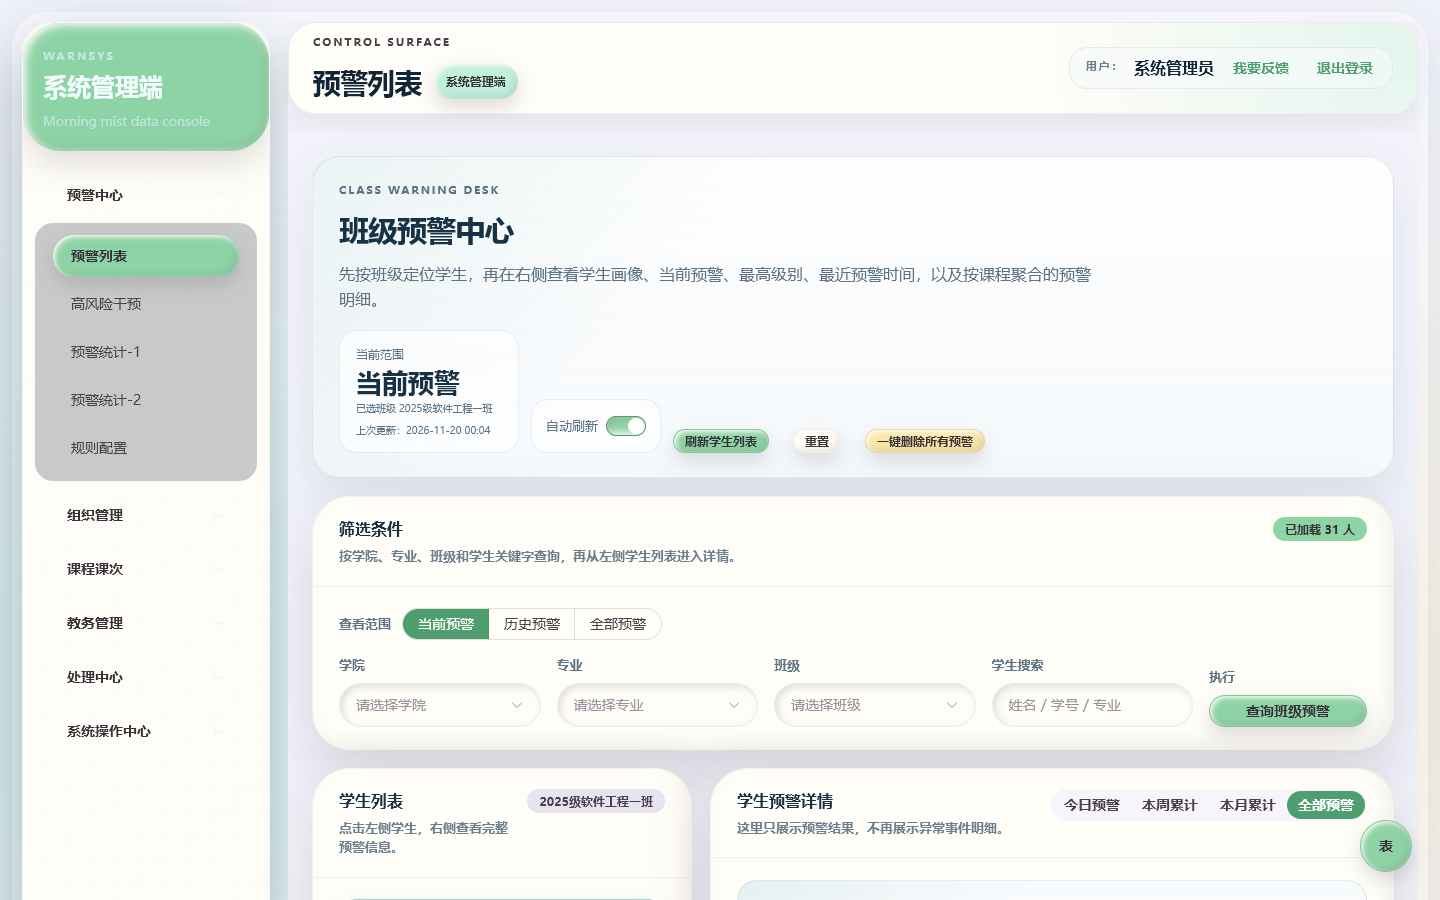 WARNSYS
系统管理端
Morning mist data console
预警中心
预警列表
高风险干预
预警统计-1
预警统计-2
规则配置
组织管理
课程课次
教务管理
处理中心
系统操作中心
CONTROL SURFACE
预警列表
系统管理端
用户：
系统管理员
我要反馈
退出登录
CLASS WARNING DESK
班级预警中心
先按班级定位学生，再在右侧查看学生画像、当前预警、最高级别、最近预警时间，以及按课程聚合的预警
明细。
当前范围
当前预警
已选班级 2025级软件工程一班
上次更新：2026-11-20 00:04
自动刷新
刷新学生列表
重置
一键删除所有预警
筛选条件
按学院、专业、班级和学生关键字查询，再从左侧学生列表进入详情。
已加载 31 人
查看范围
当前预警
历史预警
全部预警
学院
请选择学院
专业
请选择专业
班级
请选择班级
学生搜索
姓名 / 学号 / 专业
执行
查询班级预警
学生列表
2025级软件工程一班
点击左侧学生，右侧查看完整
预警信息。
学生预警详情
这里只展示预警结果，不再展示异常事件明细。
今日预警
本周累计
本月累计
全部预警
表